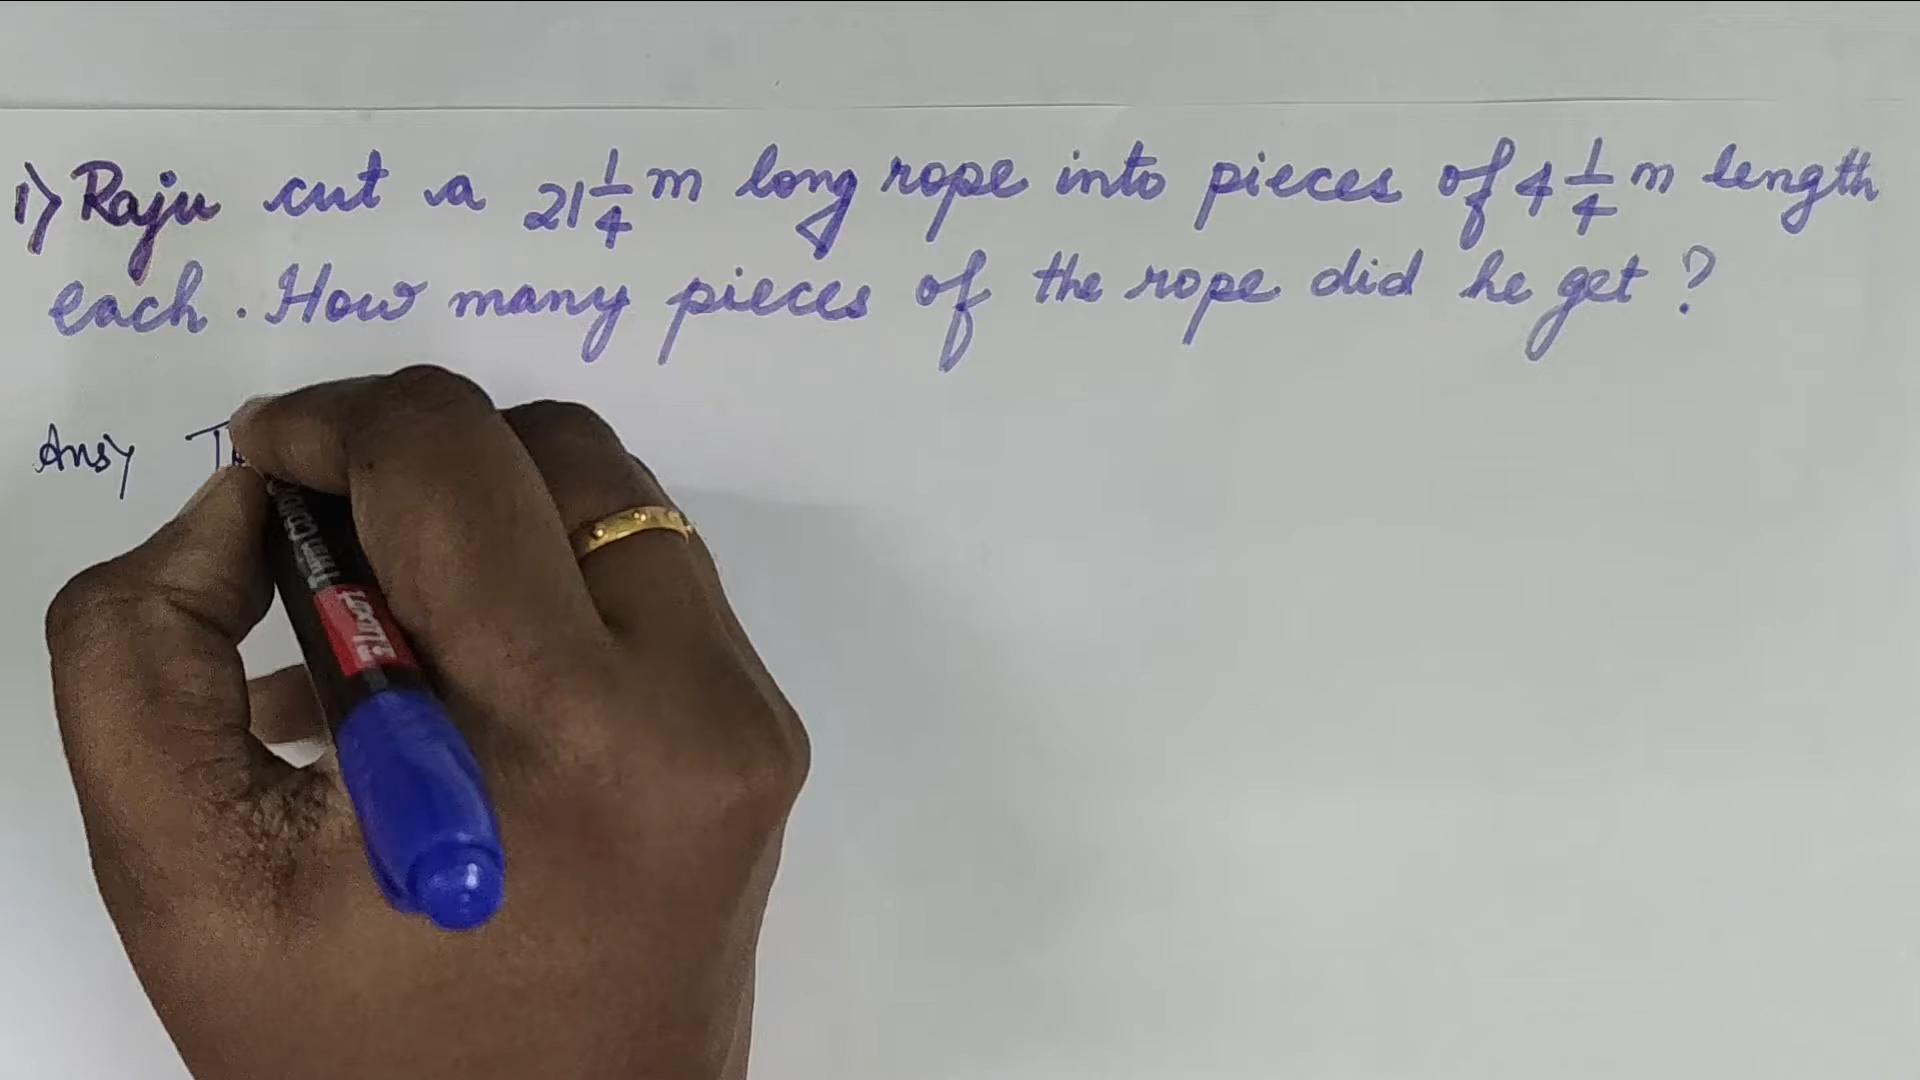 1) Raju cut a 21 1/4 m long rope into pieces of 4 1/4 m length
each. How many pieces of the rope did he get ?
Ans)